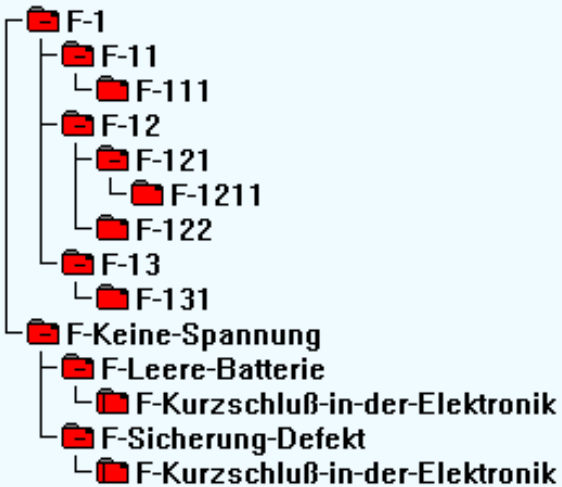 F-1
F-11
F-111
F-12
F-121
F-1211
F-122
F-13
F-131
F-Keine-Spannung
F-Leere-Batterie
F-Kurzschluß-in-der-Elektronik
F-Sicherung-Defekt
F-Kurzschluß-in-der-Elektronik